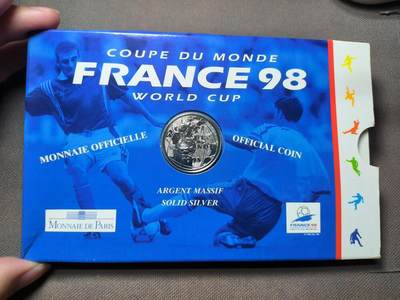 COUPE DU MONDE
FRANCE 98
WORLD CUP
MONNAIE OFFICIELLE
OFFICIAL COIN
ARGENT MASSIF
SOLID SILVER
MONNAIE DE PARIS
FRANCE 98